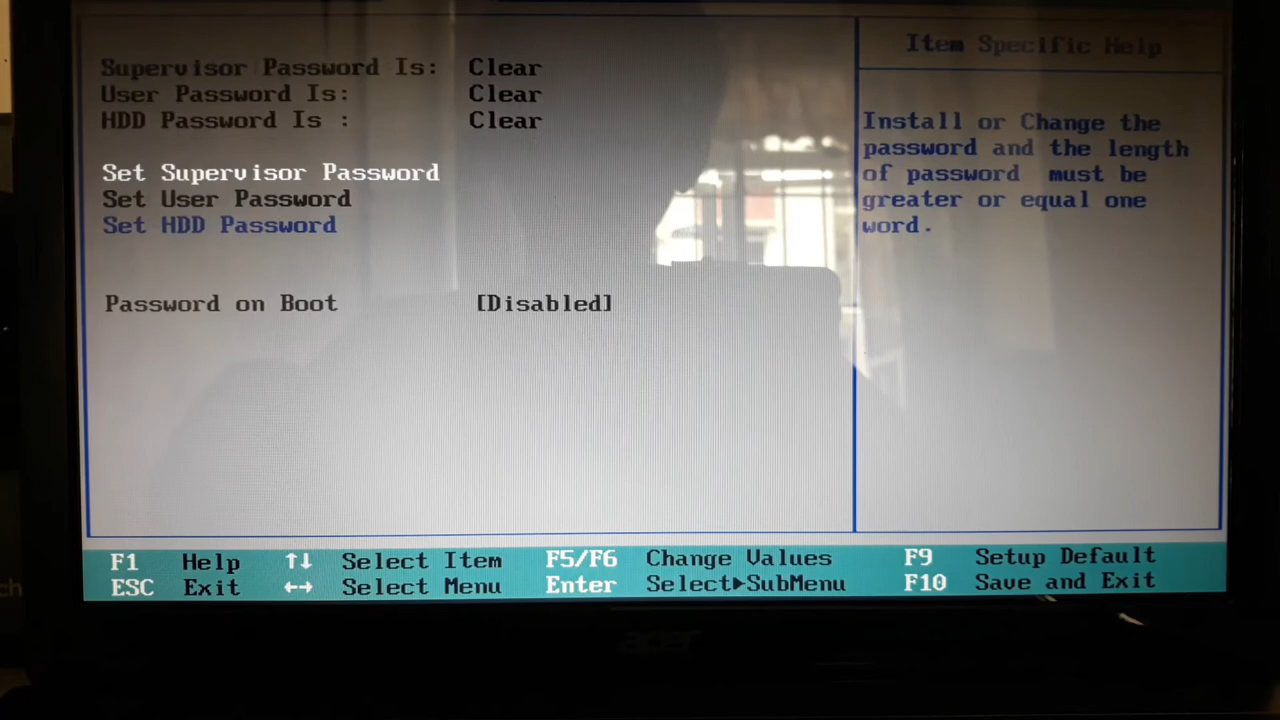 Item Specific Help
Supervisor Password Is: Clear
User Password Is: Clear
HDD Password Is : Clear
Set Supervisor Password
Set User Password
Set HDD Password
Password on Boot [Disabled]
Install or Change the
password and the length
of password must be
greater or equal one
word.
F1 Help ↑↓ Select Item F5/F6 Change Values F9 Setup Default
ESC Exit ←→ Select Menu Enter Select▶SubMenu F10 Save and Exit
acer